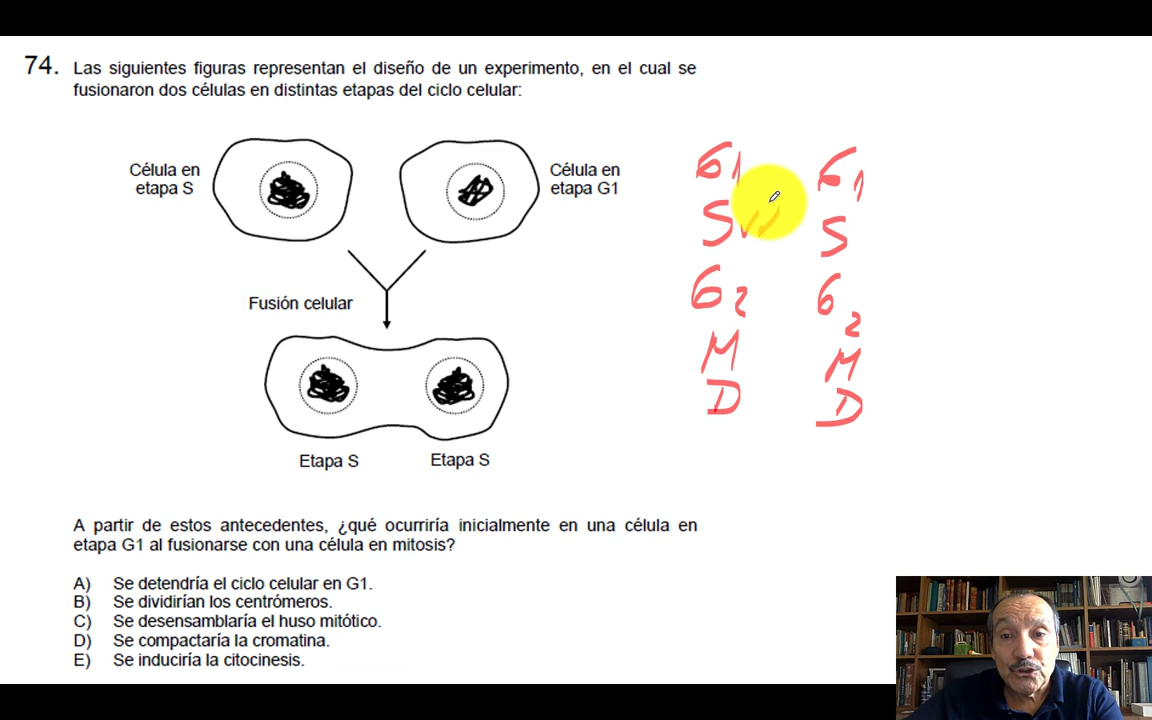 74. Las siguientes figuras representan el diseño de un experimento, en el cual se
fusionaron dos células en distintas etapas del ciclo celular:
Célula en
etapa S
Célula en
etapa G1
Fusión celular
Etapa S
Etapa S
G1
S
G2
M
D
G1
S
G2
M
D
A partir de estos antecedentes, ¿qué ocurriría inicialmente en una célula en
etapa G1 al fusionarse con una célula en mitosis?
A) Se detendría el ciclo celular en G1.
B) Se dividirían los centrómeros.
C) Se desensamblaría el huso mitótico.
D) Se compactaría la cromatina.
E) Se induciría la citocinesis.